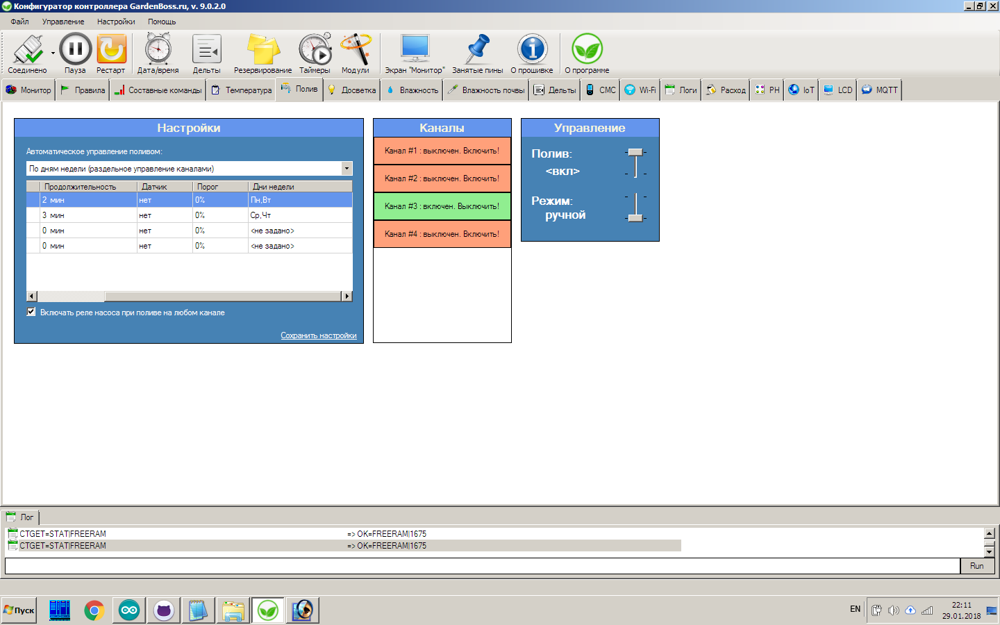 Конфигуратор контроллера GardenBoss.ru, v. 9.0.2.0
Файл Управление Настройки Помощь
Соединено Пауза Рестарт Дата/время Дельты Резервирование Таймеры Модули Экран "Монитор" Занятые пины О прошивке О программе
Монитор Правила Составные команды Температура Полив Досветка Влажность Влажность почвы Дельты СМС Wi-Fi Логи Расход PH IoT LCD MQTT
Настройки
Автоматическое управление поливом:
По дням недели (раздельное управление каналами)
Продолжительность Датчик Порог Дни недели
2 мин нет 0% Пн,Вт
3 мин нет 0% Ср,Чт
0 мин нет 0% <не задано>
0 мин нет 0% <не задано>
Включать реле насоса при поливе на любом канале
Сохранить настройки
Каналы
Канал #1 : выключен. Включить!
Канал #2 : выключен. Включить!
Канал #3 : включен. Выключить!
Канал #4 : выключен. Включить!
Управление
Полив:
<вкл>
Режим:
ручной
Лог
CTGET=STAT|FREERAM => OK=FREERAM|1675
CTGET=STAT|FREERAM => OK=FREERAM|1675
Run
Пуск
EN
22:11
29.01.2018